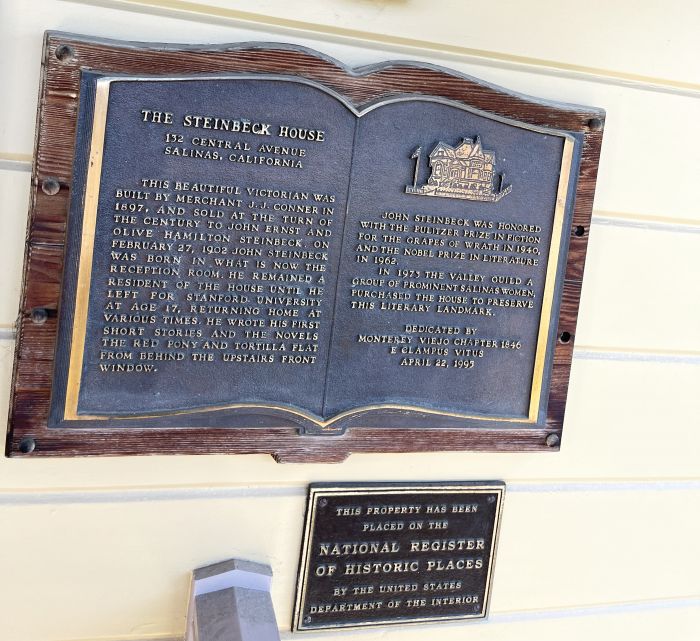 THE STEINBECK HOUSE
132 CENTRAL AVENUE
SALINAS, CALIFORNIA
THIS BEAUTIFUL VICTORIAN WAS
BUILT BY MERCHANT J. J. CONNER IN
1897, AND SOLD AT THE TURN OF
THE CENTURY TO JOHN ERNST AND
OLIVE HAMILTON STEINBECK. ON
FEBRUARY 27, 1902 JOHN STEINBECK
WAS BORN IN WHAT IS NOW THE
RECEPTION ROOM. HE REMAINED A
RESIDENT OF THE HOUSE UNTIL HE
LEFT FOR STANFORD UNIVERSITY
AT AGE 17, RETURNING HOME AT
VARIOUS TIMES. HE WROTE HIS FIRST
SHORT STORIES AND THE NOVELS
THE RED PONY AND TORTILLA FLAT
FROM BEHIND THE UPSTAIRS FRONT
WINDOW.
JOHN STEINBECK WAS HONORED
WITH THE PULITZER PRIZE IN FICTION
FOR THE GRAPES OF WRATH IN 1940,
AND THE NOBEL PRIZE IN LITERATURE
IN 1962.
IN 1973 THE VALLEY GUILD A
GROUP OF PROMINENT SALINAS WOMEN,
PURCHASED THE HOUSE TO PRESERVE
THIS LITERARY LANDMARK.
DEDICATED BY
MONTEREY VIEJO CHAPTER 1846
E CLAMPUS VITUS
APRIL 22, 1995
THIS PROPERTY HAS BEEN
PLACED ON THE
NATIONAL REGISTER
OF HISTORIC PLACES
BY THE UNITED STATES
DEPARTMENT OF THE INTERIOR